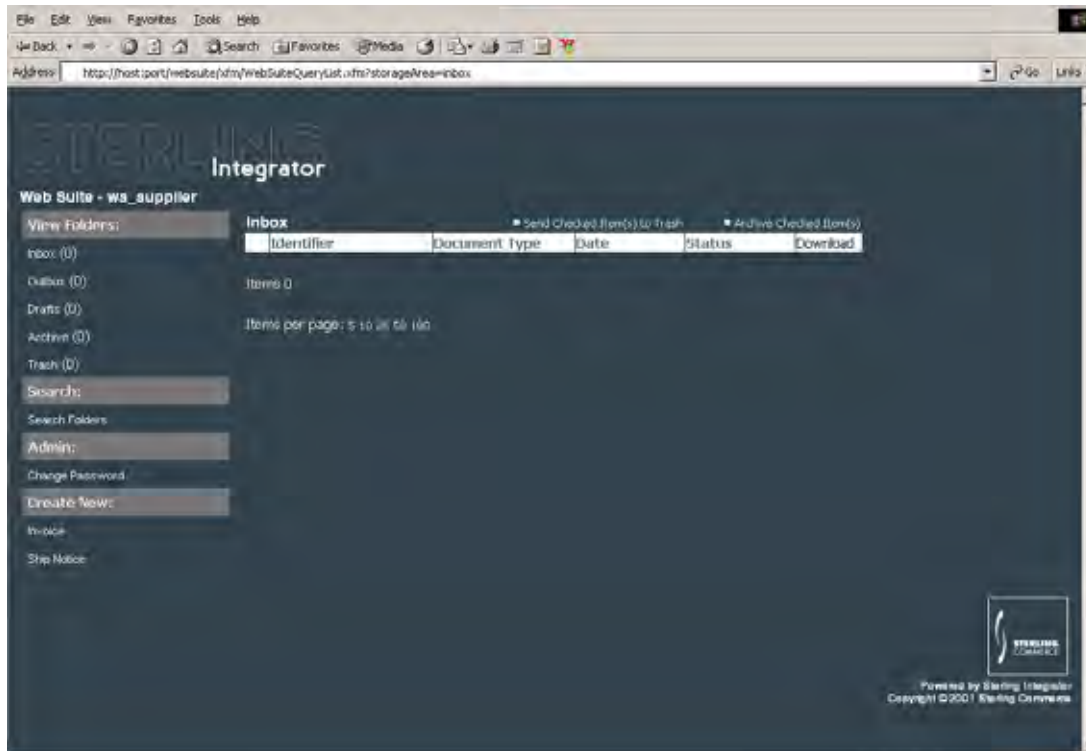 File Edit View Favorites Tools Help
Back Search Favorites Media
Address http://host:port/websuite/xfm/WebSuiteQueryList.xfm?storageArea=inbox Go Links
STERLING
Integrator
Web Suite - ws_supplier
View Folders:
Inbox (0)
Outbox (0)
Drafts (0)
Archive (0)
Trash (0)
Search:
Search Folders
Admin:
Change Password
Create New:
Invoice
Ship Notice
Inbox Send Checked Item(s) to Trash Archive Checked Item(s)
Identifier Document Type Date Status Download
Items 0
Items per page: 5 10 25 50 100
STERLING
COMMERCE
Powered by Sterling Integrator
Copyright ©2001 Sterling Commerce